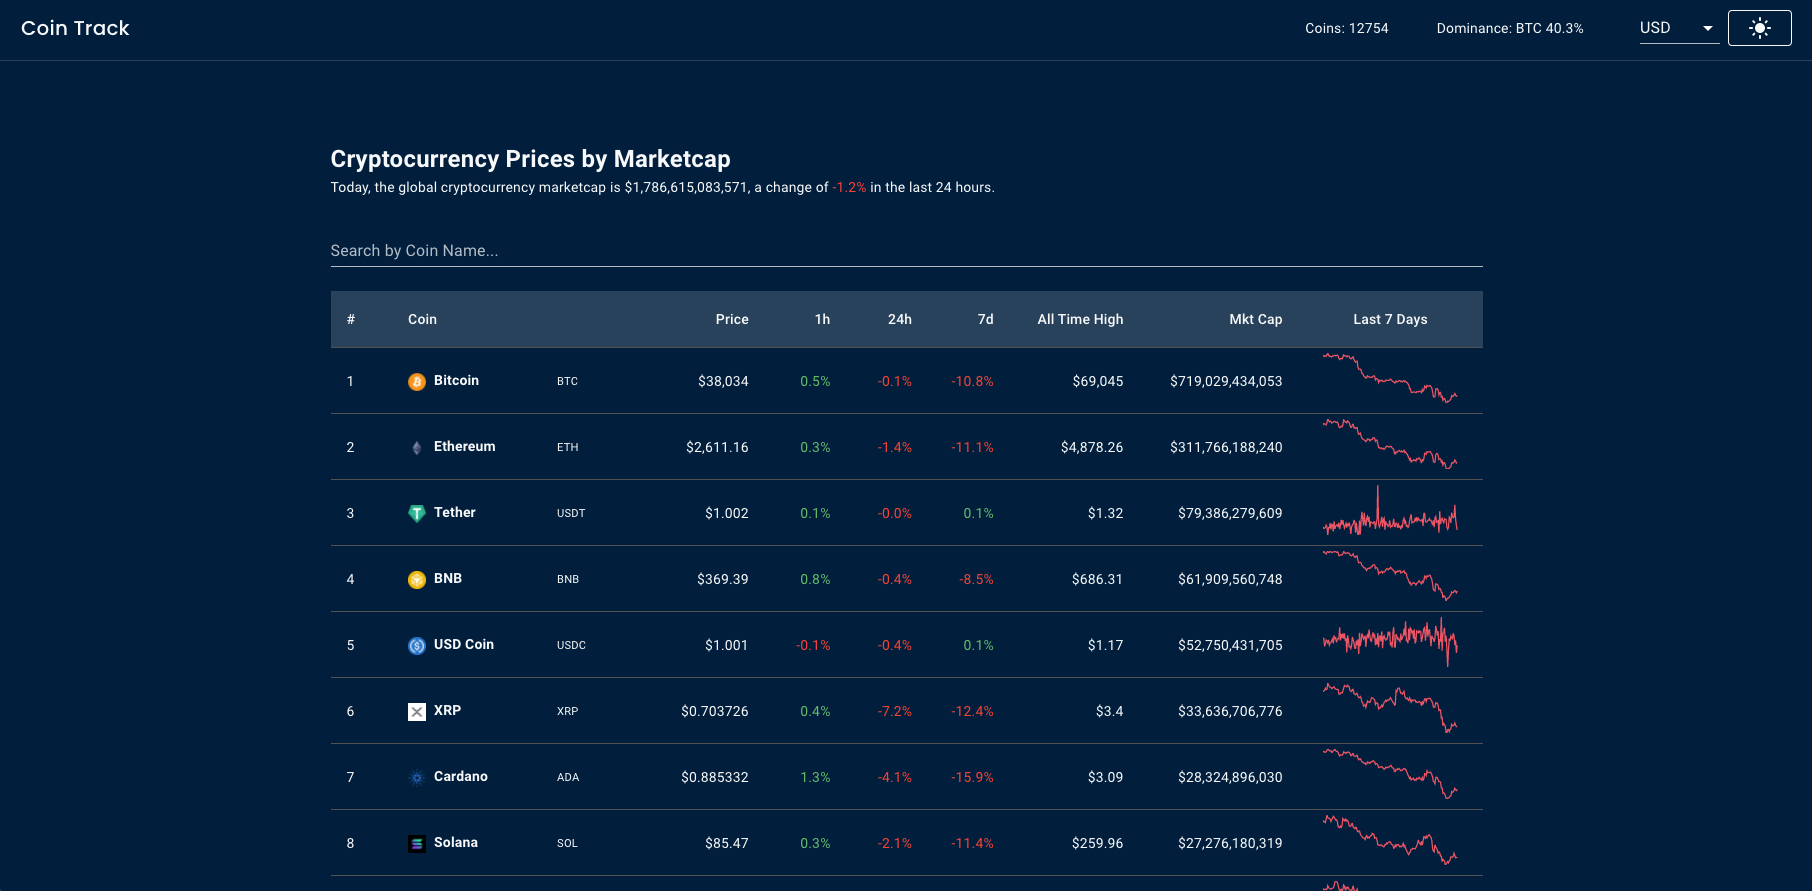 Coin Track Coins: 12754 Dominance: BTC 40.3% USD
Cryptocurrency Prices by Marketcap
Today, the global cryptocurrency marketcap is $1,786,615,083,571, a change of -1.2% in the last 24 hours.
Search by Coin Name...
# Coin Price 1h 24h 7d All Time High Mkt Cap Last 7 Days
1 Bitcoin BTC $38,034 0.5% -0.1% -10.8% $69,045 $719,029,434,053
2 Ethereum ETH $2,611.16 0.3% -1.4% -11.1% $4,878.26 $311,766,188,240
3 Tether USDT $1.002 0.1% -0.0% 0.1% $1.32 $79,386,279,609
4 BNB BNB $369.39 0.8% -0.4% -8.5% $686.31 $61,909,560,748
5 USD Coin USDC $1.001 -0.1% -0.4% 0.1% $1.17 $52,750,431,705
6 XRP XRP $0.703726 0.4% -7.2% -12.4% $3.4 $33,636,706,776
7 Cardano ADA $0.885332 1.3% -4.1% -15.9% $3.09 $28,324,896,030
8 Solana SOL $85.47 0.3% -2.1% -11.4% $259.96 $27,276,180,319